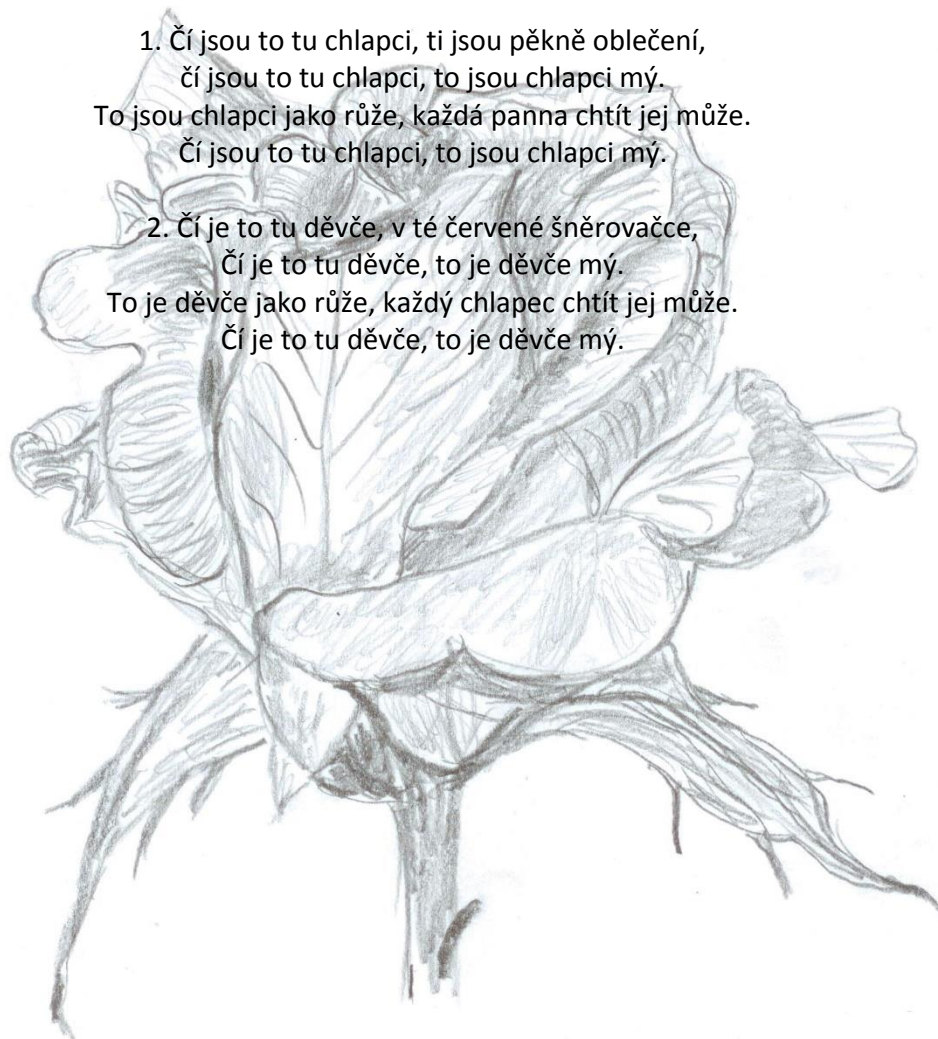 1. Čí jsou to tu chlapci, ti jsou pěkně oblečení,
čí jsou to tu chlapci, to jsou chlapci mý.
To jsou chlapci jako růže, každá panna chtít jej může.
Čí jsou to tu chlapci, to jsou chlapci mý.
2. Čí je to tu děvče, v té červené šněrovačce,
Čí je to tu děvče, to je děvče mý.
To je děvče jako růže, každý chlapec chtít jej může.
Čí je to tu děvče, to je děvče mý.